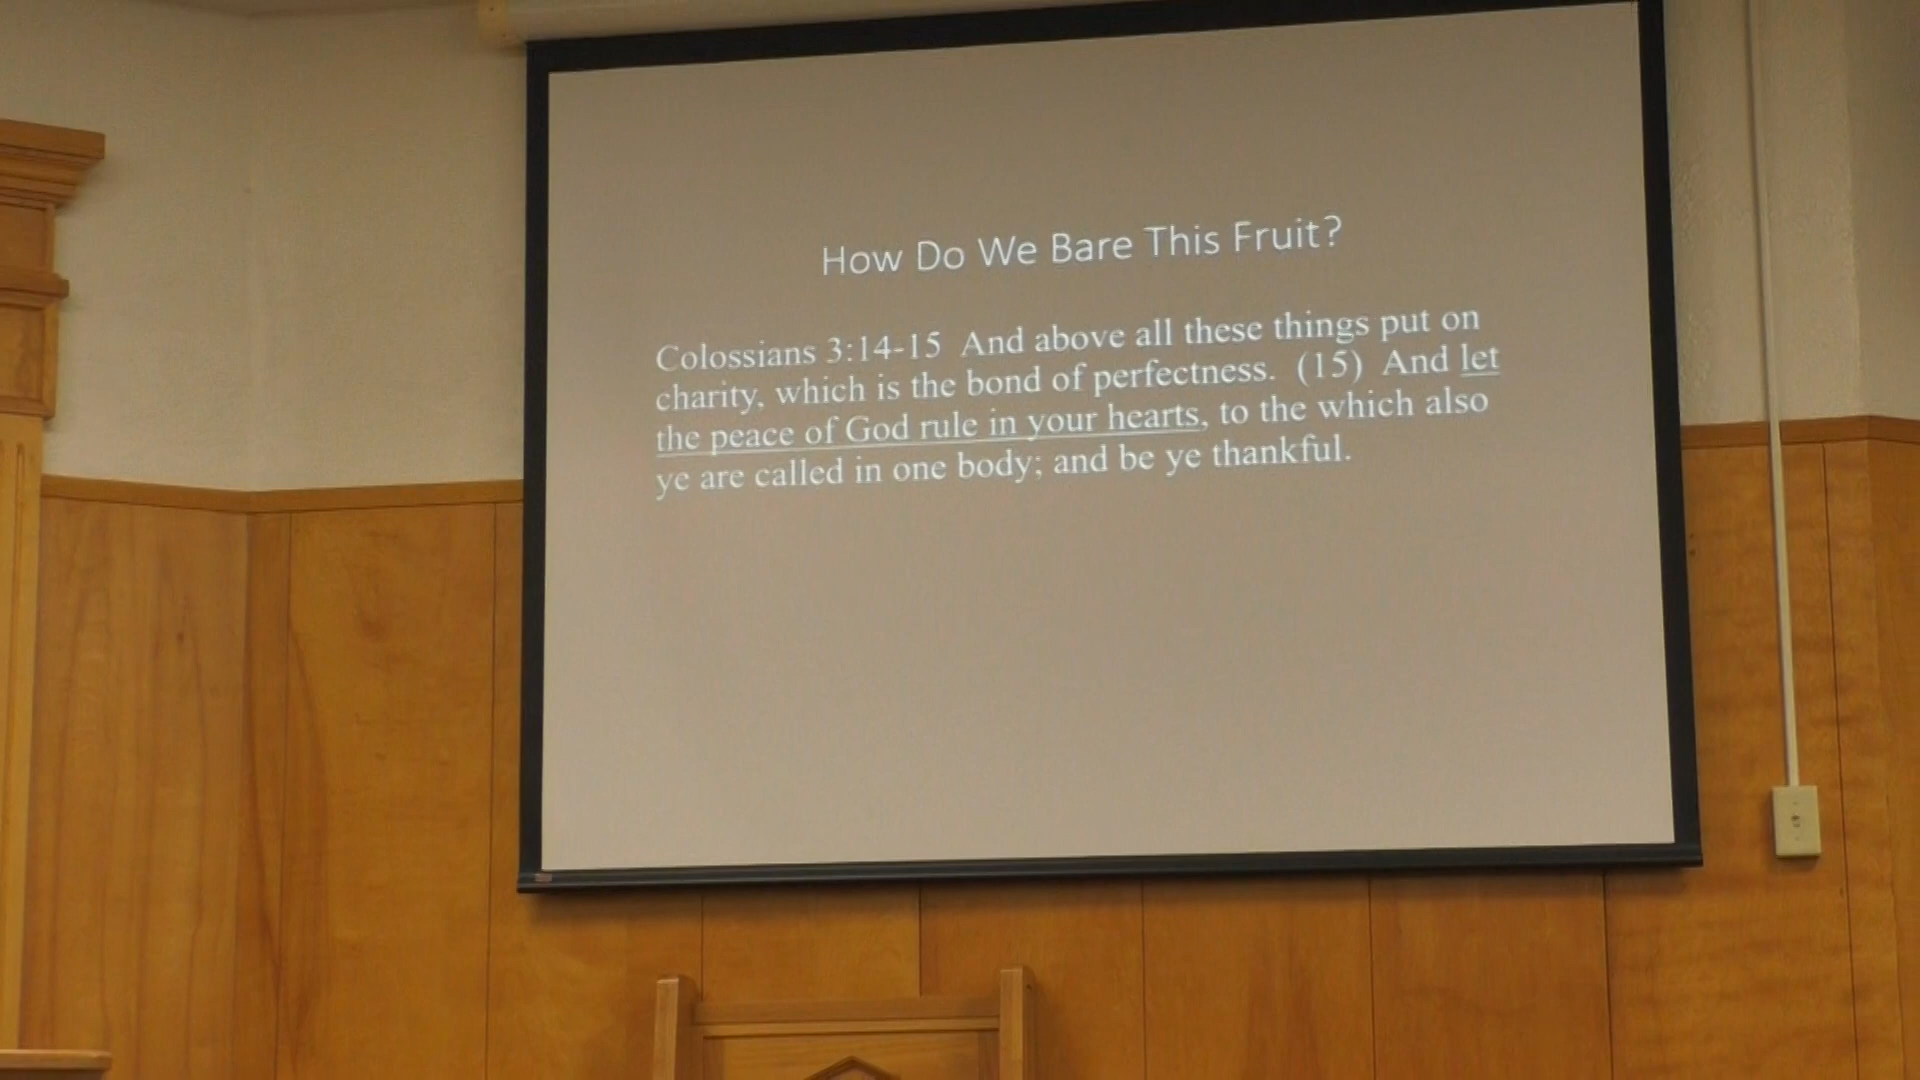 How Do We Bare This Fruit?
Colossians 3:14-15 And above all these things put on
charity, which is the bond of perfectness. (15) And let
the peace of God rule in your hearts, to the which also
ye are called in one body; and be ye thankful.